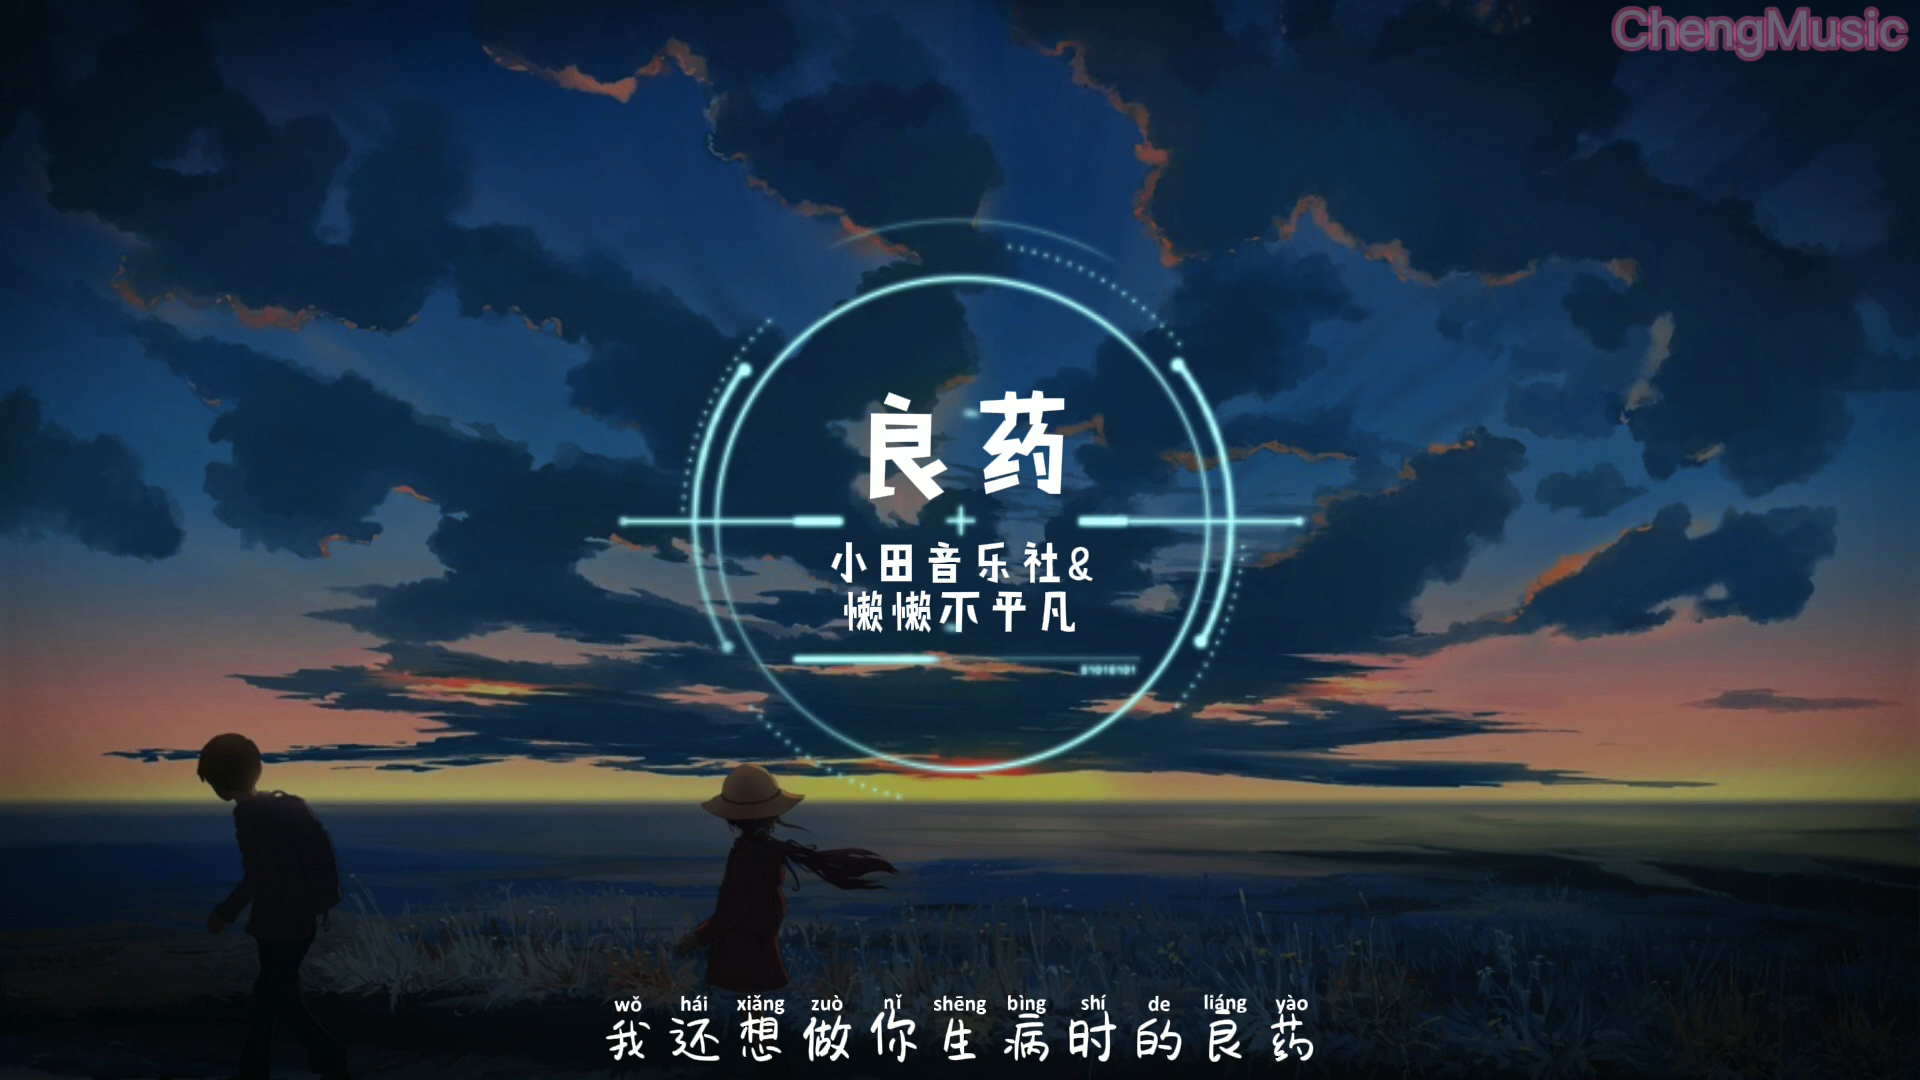 ChengMusic
良药
小田音乐社&
懒懒不平凡
01010101
wǒ hái xiǎng zuò nǐ shēng bìng shí de liáng yào
我还想做你生病时的良药